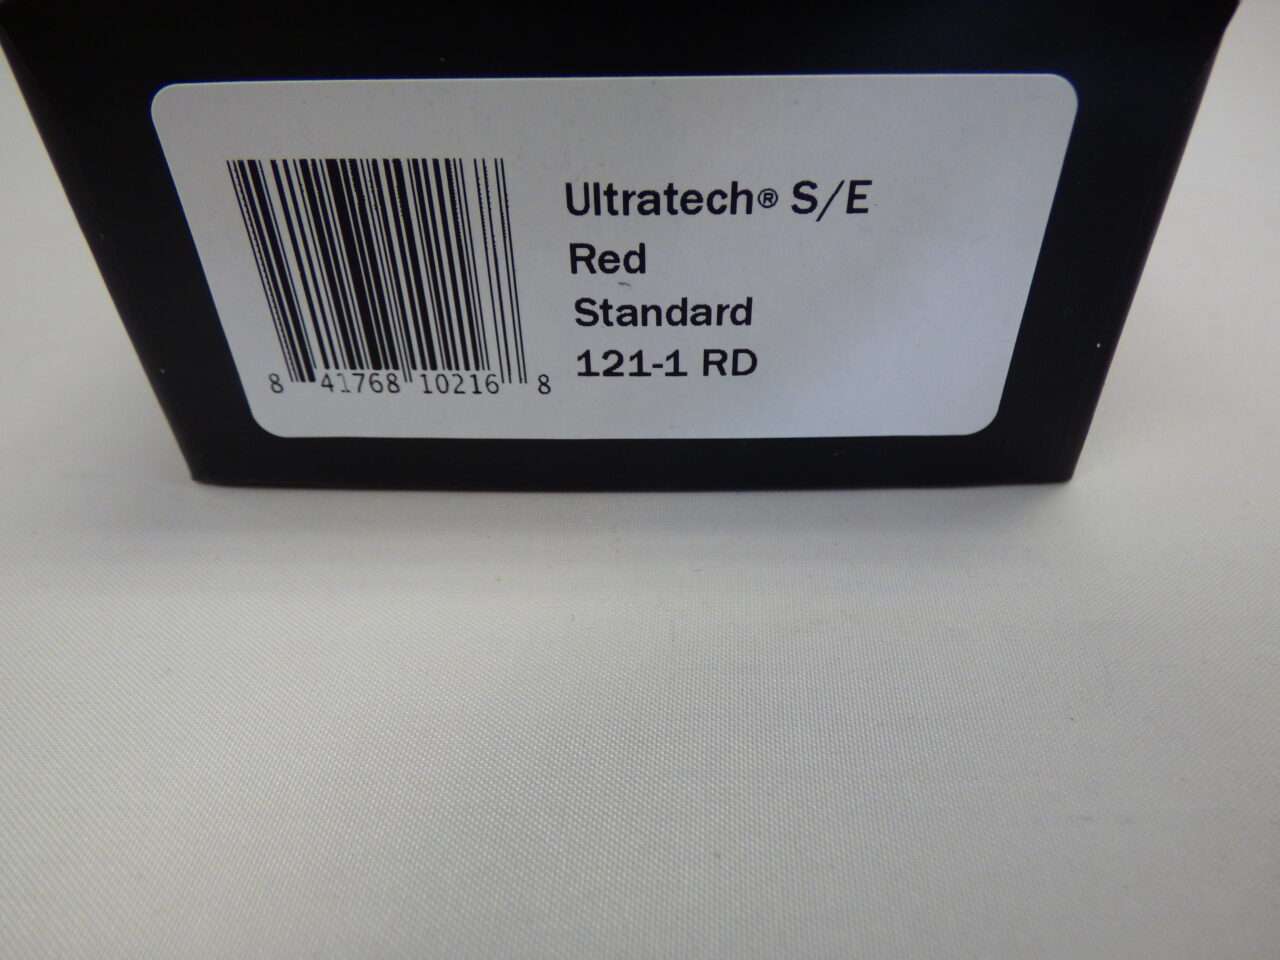 Ultratech® S/E
Red
Standard
121-1 RD
8 41768 10216 8